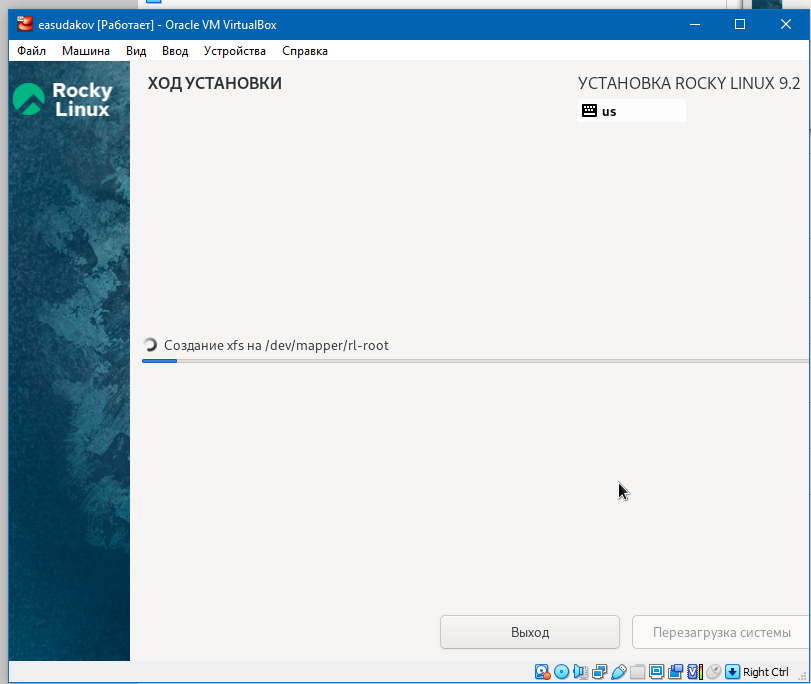 easudakov [Работает] - Oracle VM VirtualBox
Файл Машина Вид Ввод Устройства Справка
Rocky
Linux
ХОД УСТАНОВКИ
УСТАНОВКА ROCKY LINUX 9.2
us
Создание xfs на /dev/mapper/rl-root
Выход
Перезагрузка системы
Right Ctrl